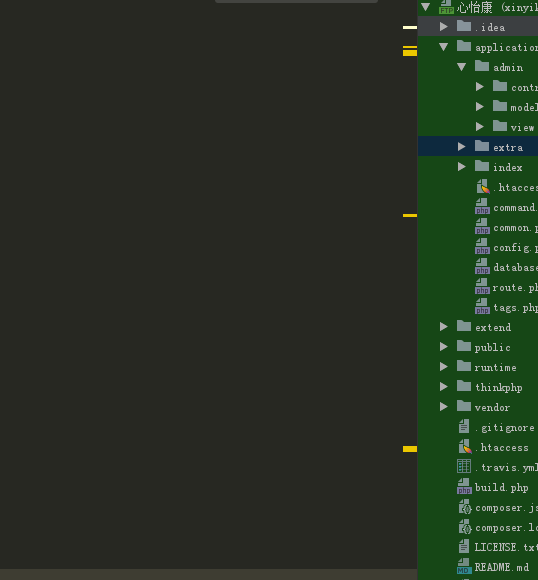 心怡康 (xinyik
.idea
application
admin
contr
model
view
extra
index
.htacces
command.
common.p
config.p
database
route.ph
tags.php
extend
public
runtime
thinkphp
vendor
.gitignore
.htaccess
.travis.yml
build.php
composer.js
composer.lo
LICENSE.txt
README.md